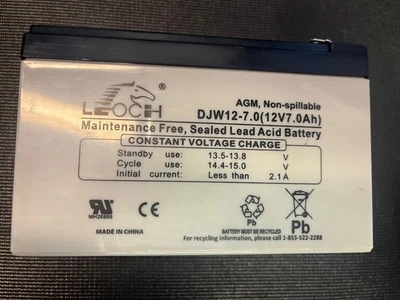 LEOCH
AGM, Non-spillable
DJW12-7.0(12V7.0Ah)
Maintenance Free, Sealed Lead Acid Battery
CONSTANT VOLTAGE CHARGE
Standby use: 13.5-13.8 V
Cycle use: 14.4-15.0 V
Initial current: Less than 2.1 A
MH26866
CE
Pb
BATTERY MUST BE RECYCLED
MADE IN CHINA
For recycling information, please call 1-855-522-2288